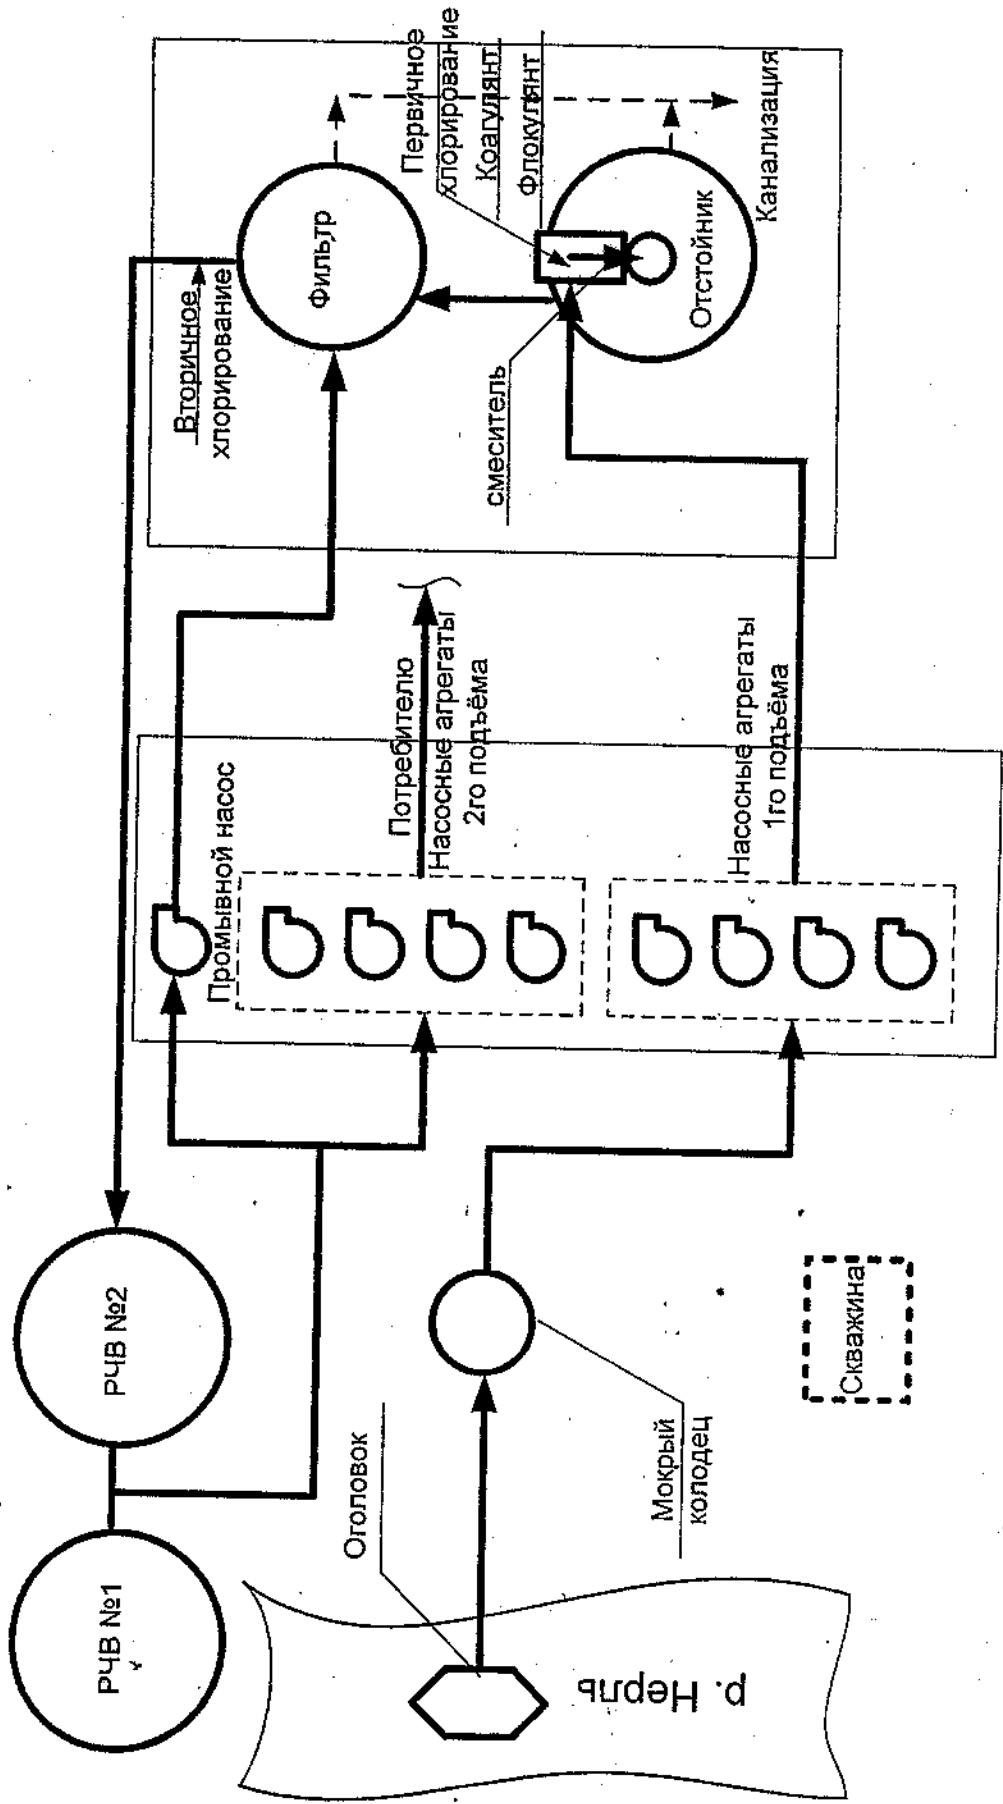 РЧВ №1
РЧВ №2
Вторичное
хлорирование
Фильтр
Первичное
хлорирование
Коагулянт
Флокулянт
Промывной насос
Потребителю
Насосные агрегаты
2го подъёма
смеситель
Отстойник
Канализация
Оголовок
Насосные агрегаты
1го подъёма
Мокрый
колодец
р. Нерль
Скважина